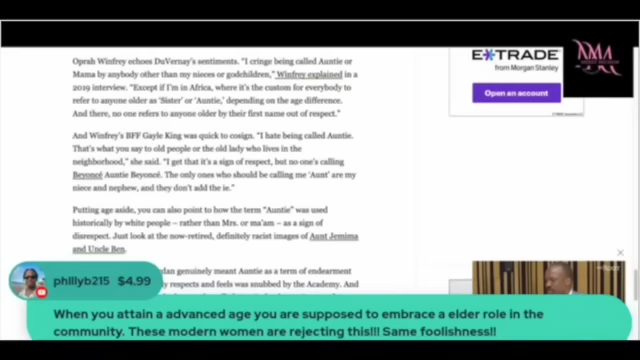 Oprah Winfrey echoes DuVernay's sentiments. "I cringe being called Auntie or
Mama by anybody other than my nieces or godchildren," Winfrey explained in a
2019 interview. "Except if I'm in Africa, where it's the custom for everybody to
refer to anyone older as 'Sister' or 'Auntie,' depending on the age difference.
And there, no one refers to anyone older by their first name out of respect."
And Winfrey's BFF Gayle King was quick to cosign. "I hate being called Auntie.
That's what you say to old people or the old lady who lives in the
neighborhood," she said. "I get that it's a sign of respect, but no one's calling
Beyoncé Auntie Beyoncé. The only ones who should be calling me 'Aunt' are my
niece and nephew, and they don't add the ie."
Putting age aside, you can also point to how the term "Auntie" was used
historically by white people – rather than Mrs. or ma'am – as a sign of
disrespect. Just look at the now-retired, definitely racist images of Aunt Jemima
and Uncle Ben.
dan genuinely meant Auntie as a term of endearment
y respects and feels was snubbed by the Academy. And
E*TRADE
from Morgan Stanley
Open an account
phillyb215 $4.99
When you attain a advanced age you are supposed to embrace a elder role in the
community. These modern women are rejecting this!!! Same foolishness!!